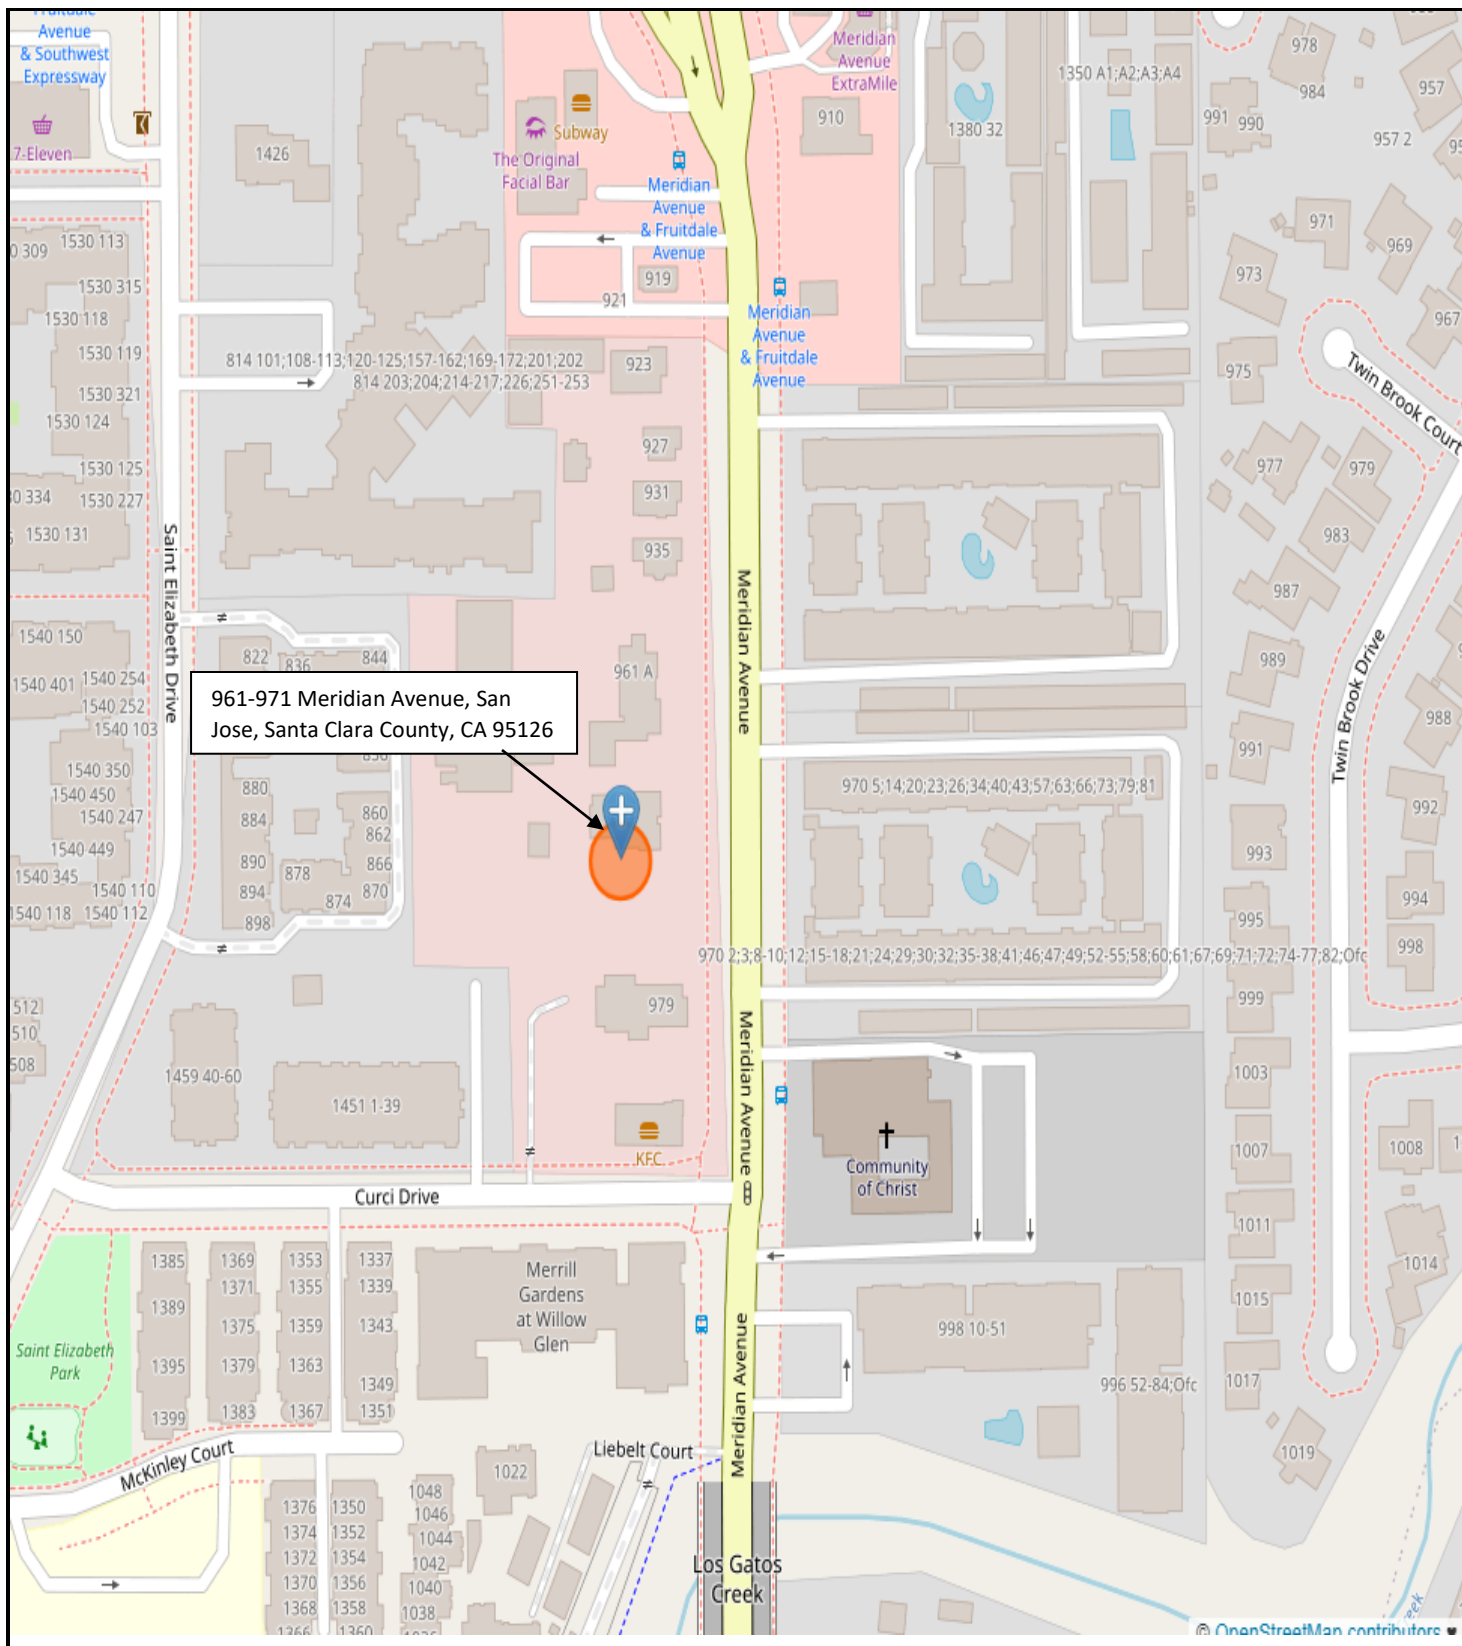 Avenue
& Southwest
Expressway
7-Eleven
1426
Subway
The Original
Facial Bar
Meridian
Avenue
& Fruitdale
Avenue
Meridian
Avenue
ExtraMile
910
1380 32
1350 A1;A2;A3;A4
978
984
991
990
957
957 2
971
969
973
967
975
Twin Brook Court
919
921
923
927
931
935
961 A
Meridian
Avenue
& Fruitdale
Avenue
1530 113
1530 315
1530 118
1530 119
1530 321
1530 124
1530 125
1530 227
1530 131
814 101;108-113;120-125;157-162;169-172;201;202
814 203;204;214-217;226;251-253
Saint Elizabeth Drive
Meridian Avenue
977
979
983
987
989
988
991
992
993
994
995
998
999
Twin Brook Drive
1540 150
1540 401
1540 254
1540 252
1540 103
1540 350
1540 450
1540 247
1540 449
1540 345
1540 110
1540 118
1540 112
822
836
844
961-971 Meridian Avenue, San
Jose, Santa Clara County, CA 95126
880
884
890
894
898
878
874
860
862
866
870
970 5;14;20;23;26;34;40;43;57;63;66;73;79;81
970 2;3;8-10;12;15-18;21;24;29;30;32;35-38;41;46;47;49;52-55;58;60;61;67;69;71;72;74-77;82;Ofc
979
Meridian Avenue
512
510
508
1459 40-60
1451 1-39
KFC
Community
of Christ
1003
1007
1008
1011
1014
1015
1017
1019
Curci Drive
1385
1389
1395
1399
1369
1371
1375
1379
1383
1353
1355
1359
1363
1367
1337
1339
1343
1349
1351
Merrill
Gardens
at Willow
Glen
Meridian Avenue
998 10-51
996 52-84;Ofc
Saint Elizabeth
Park
McKinley Court
Liebelt Court
1022
1376
1350
1374
1352
1372
1354
1370
1356
1368
1358
1360
1048
1046
1044
1042
1040
1038
Los Gatos
Creek
© OpenStreetMap contributors ♥